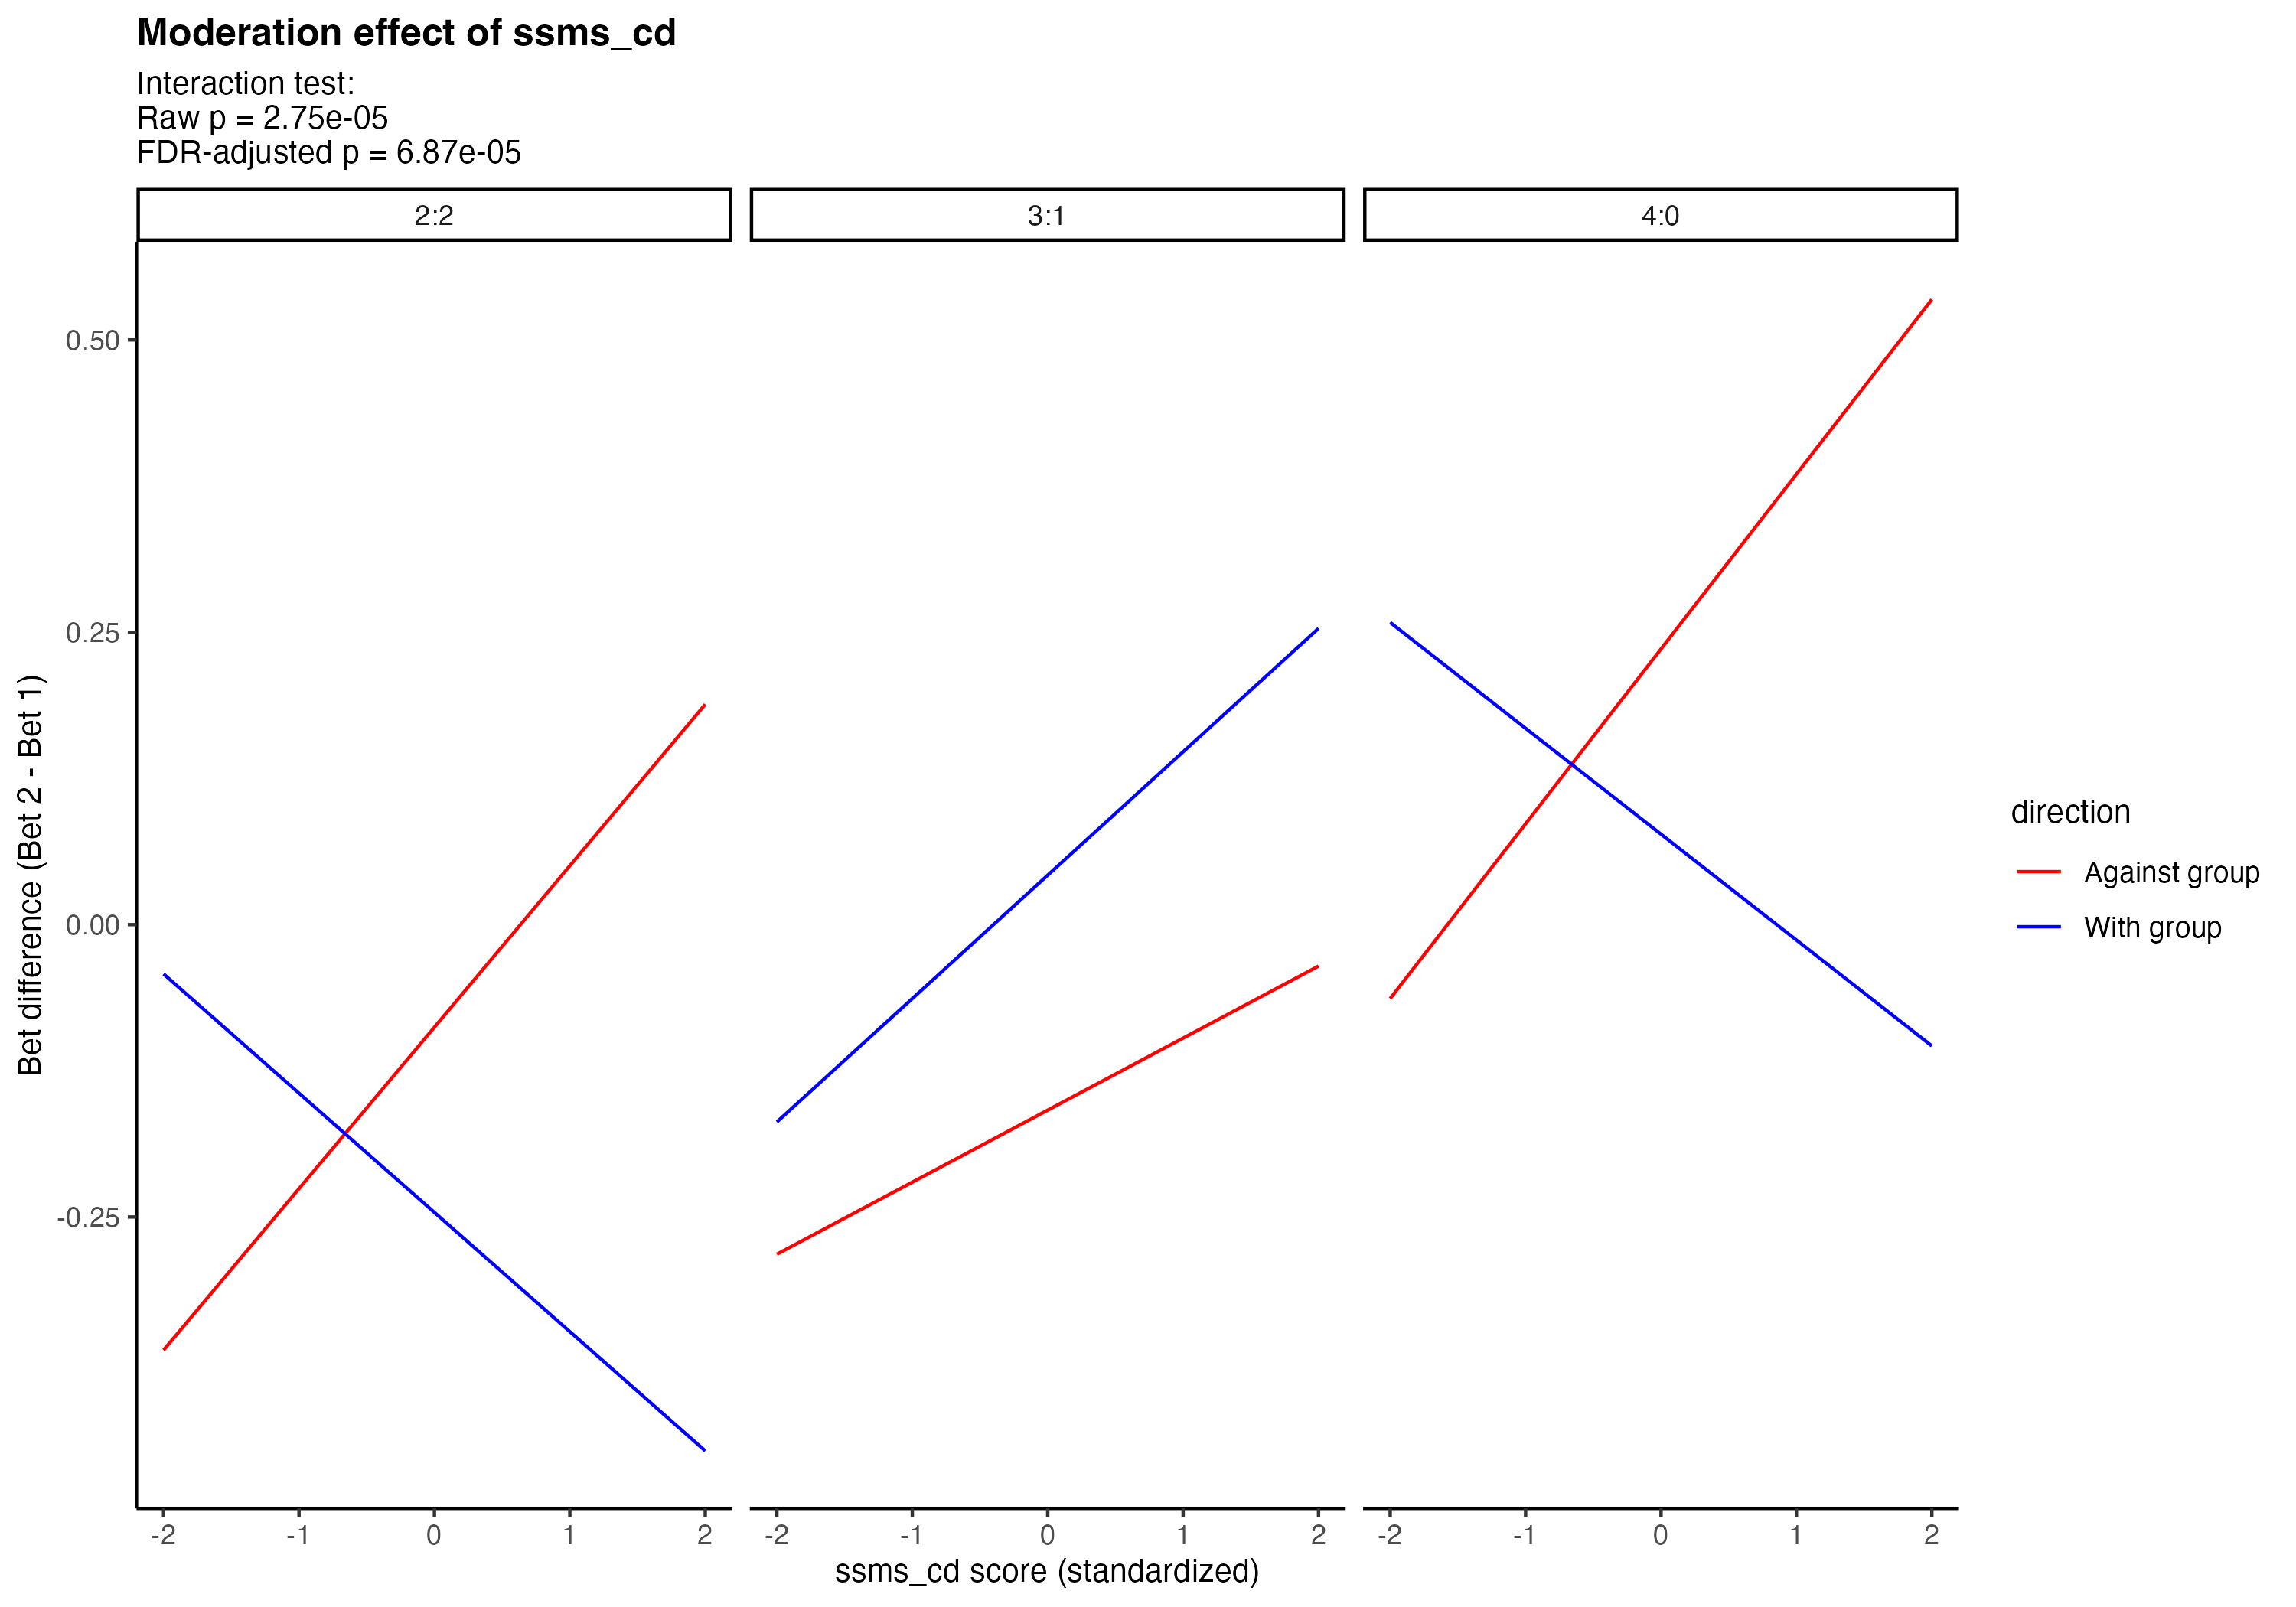 Moderation effect of ssms_cd
Interaction test:
Raw p = 2.75e-05
FDR-adjusted p = 6.87e-05
2:2
3:1
4:0
0.50
0.25
0.00
-0.25
Bet difference (Bet 2 - Bet 1)
-2 -1 0 1 2
-2 -1 0 1 2
-2 -1 0 1 2
ssms_cd score (standardized)
direction
Against group
With group